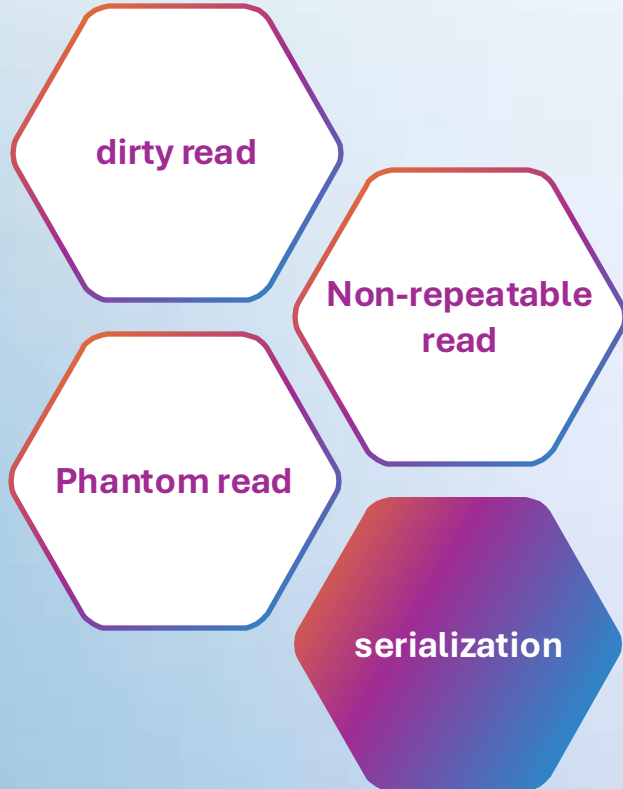 dirty read
Non-repeatable
read
Phantom read
serialization